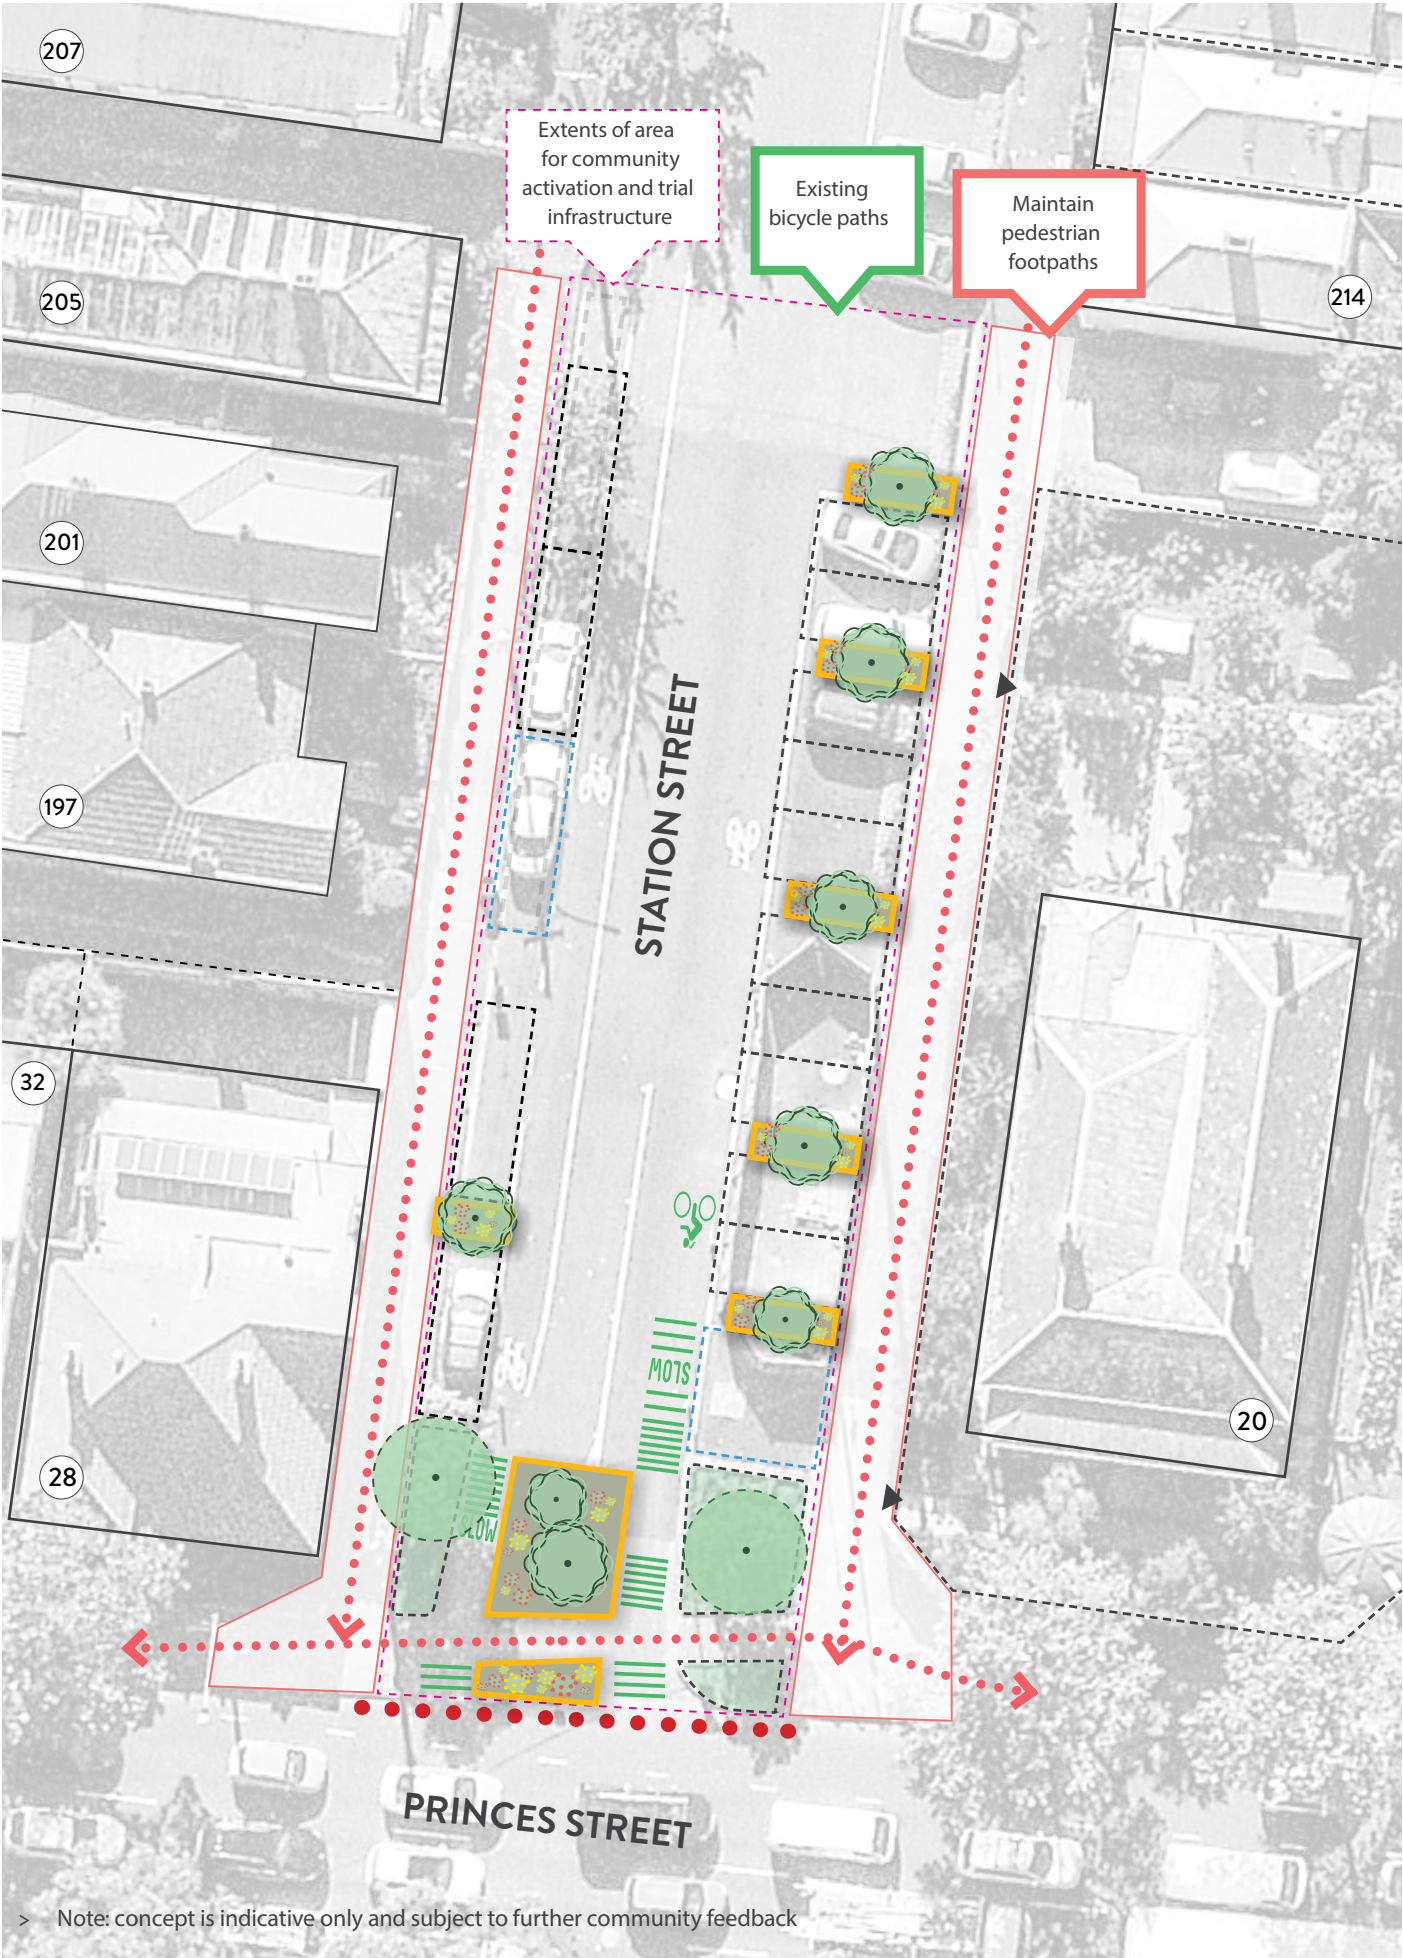 207
Extents of area
for community
activation and trial
infrastructure
Existing
bicycle paths
Maintain
pedestrian
footpaths
205
214
201
197
STATION STREET
32
SLOW
20
28
SLOW
PRINCES STREET
> Note: concept is indicative only and subject to further community feedback